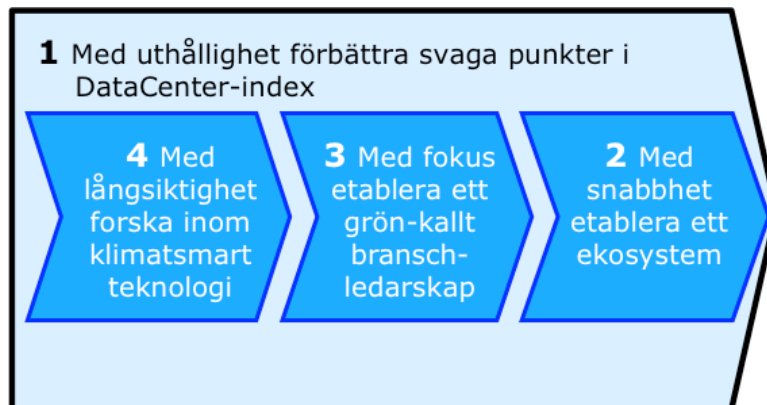 1 Med uthållighet förbättra svaga punkter i
DataCenter-index
4 Med
långsiktighet
forska inom
klimatsmart
teknologi
3 Med fokus
etablera ett
grön-kallt
bransch-
ledarskap
2 Med
snabbhet
etablera ett
ekosystem